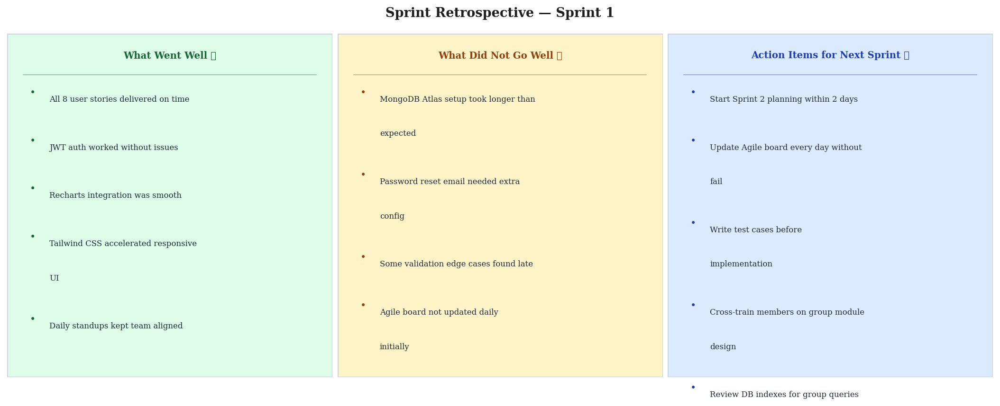 Sprint Retrospective — Sprint 1
What Went Well
• All 8 user stories delivered on time
• JWT auth worked without issues
• Recharts integration was smooth
• Tailwind CSS accelerated responsive
UI
• Daily standups kept team aligned
What Did Not Go Well
• MongoDB Atlas setup took longer than
expected
• Password reset email needed extra
config
• Some validation edge cases found late
• Agile board not updated daily
initially
Action Items for Next Sprint
• Start Sprint 2 planning within 2 days
• Update Agile board every day without
fail
• Write test cases before
implementation
• Cross-train members on group module
design
• Review DB indexes for group queries